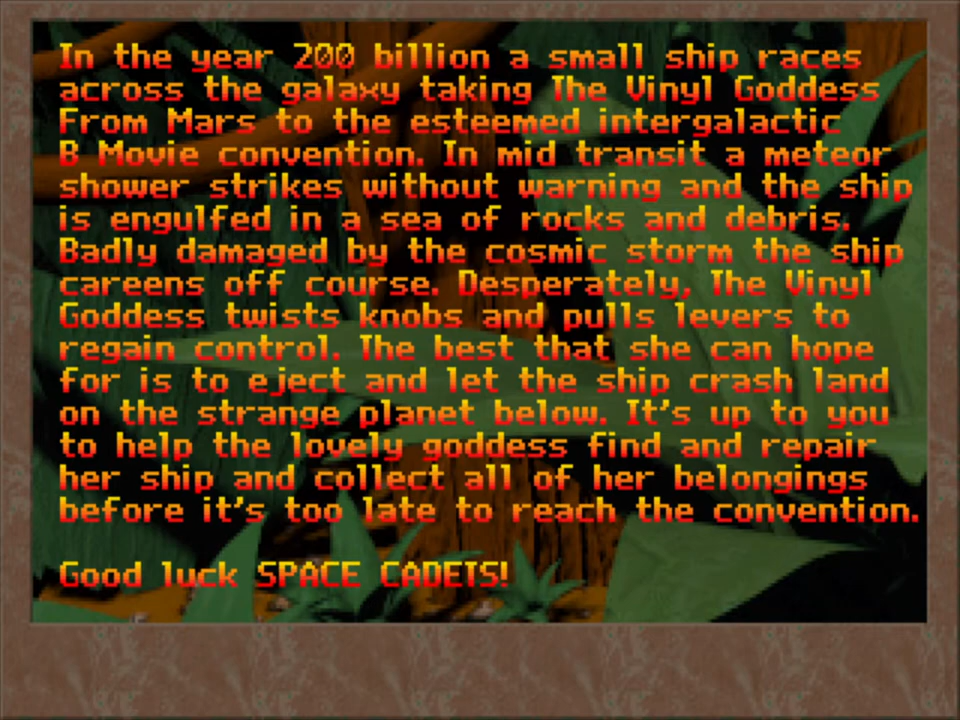 In the year 200 billion a small ship races
across the galaxy taking The Vinyl Goddess
From Mars to the esteemed intergalactic
B Movie convention. In mid transit a meteor
shower strikes without warning and the ship
is engulfed in a sea of rocks and debris.
Badly damaged by the cosmic storm the ship
careens off course. Desperately, The Vinyl
Goddess twists knobs and pulls levers to
regain control. The best that she can hope
for is to eject and let the ship crash land
on the strange planet below. It's up to you
to help the lovely goddess find and repair
her ship and collect all of her belongings
before it's too late to reach the convention.
Good luck SPACE CADETS!